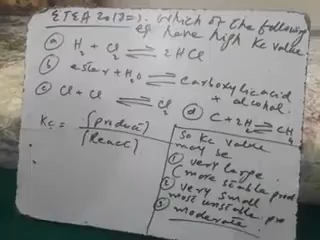 ETEA 2018 which of the following
eq have high Kc value
(a) H2 + Cl2 ⇌ 2HCl
(b) ester + H2O ⇌ carboxylic acid
+ alcohol.
(c) Cl + Cl ⇌ Cl2
(d) C + 2H2 ⇌ CH4
Kc = [product]
[React]
so Kc value
may be
(1) very large
(more stable prod
(2) very small
most unstable pro
(3) moderate